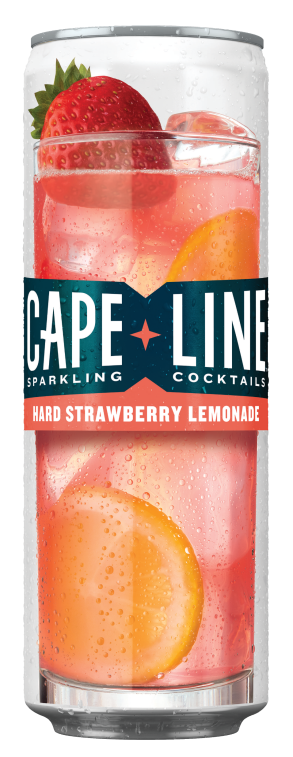 CAPE LINE
SPARKLING COCKTAILS
HARD STRAWBERRY LEMONADE